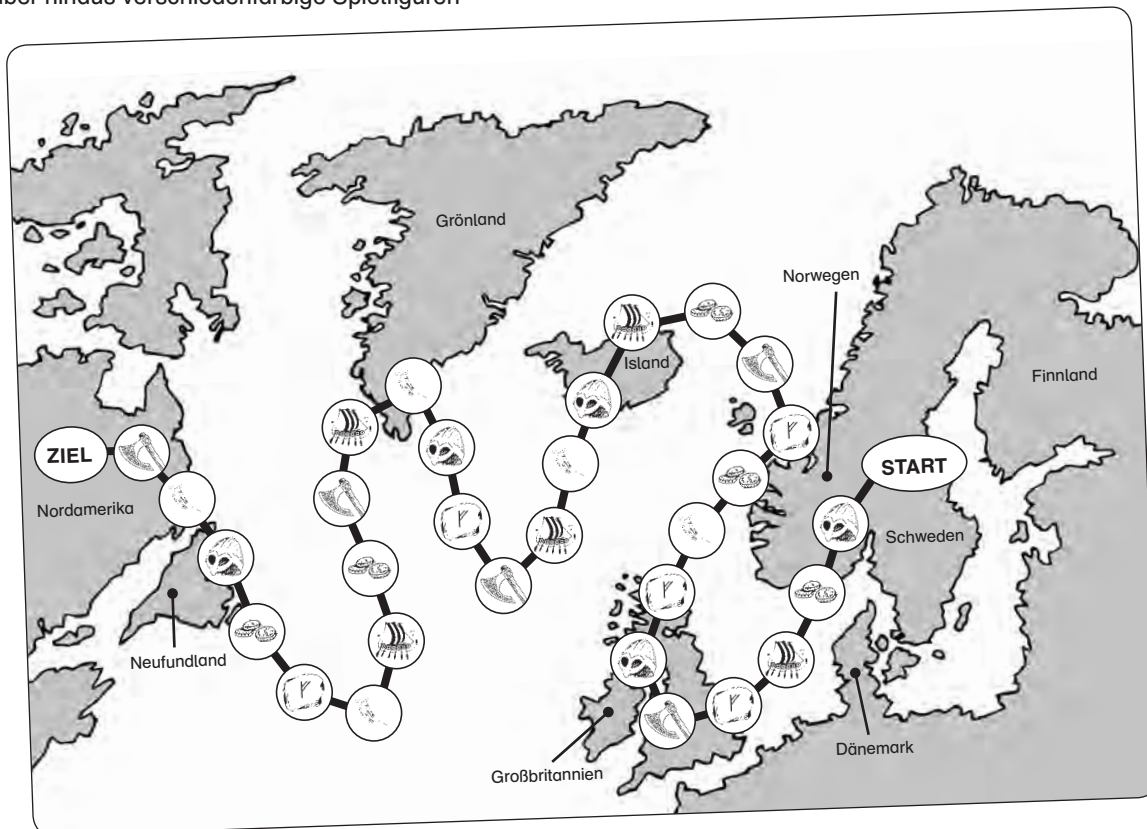 über hinaus verschiedenfarbige Spielfiguren
Grönland
Norwegen
Island
Finnland
ZIEL
START
Nordamerika
Schweden
Neufundland
Dänemark
Großbritannien